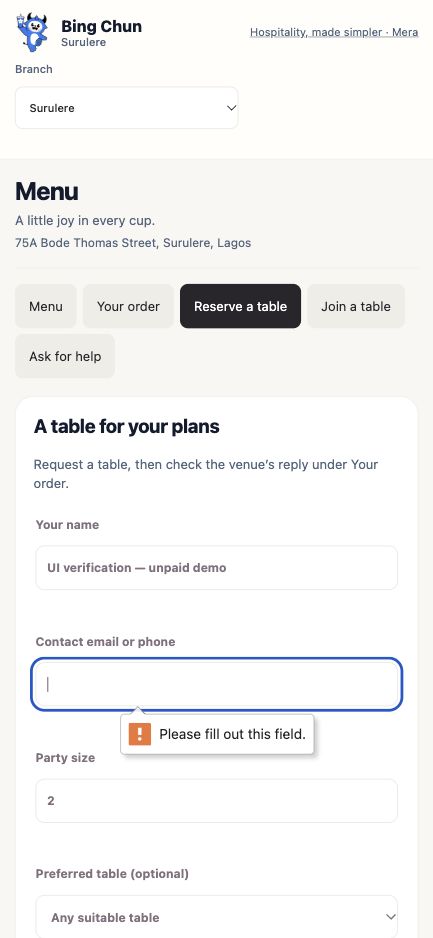 Bing Chun
Surulere
Hospitality, made simpler · Mera
Branch
Surulere
Menu
A little joy in every cup.
75A Bode Thomas Street, Surulere, Lagos
Menu
Your order
Reserve a table
Join a table
Ask for help
A table for your plans
Request a table, then check the venue's reply under Your
order.
Your name
UI verification — unpaid demo
Contact email or phone
Please fill out this field.
Party size
2
Preferred table (optional)
Any suitable table